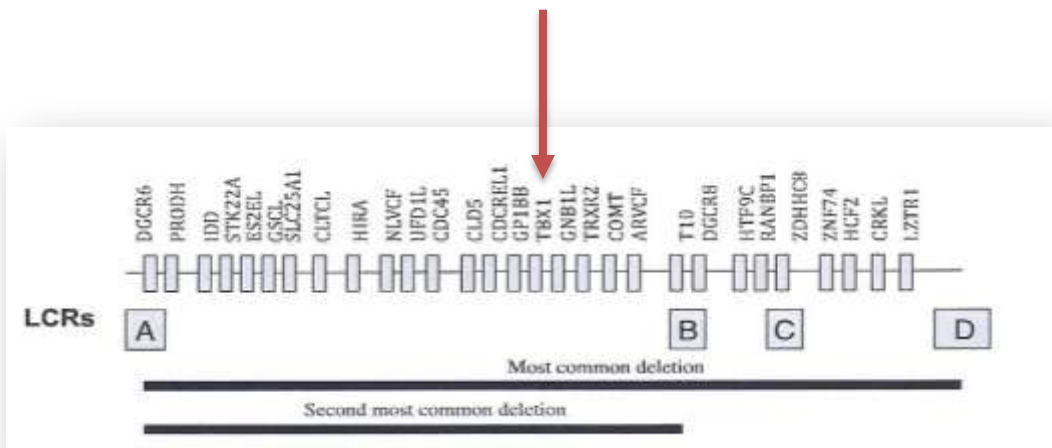 DGCR6
PRODH
IDD
STK22A
ES2EL
GSCL
SLC25A1
CLTCL
HIRA
NLVCF
UFD1L
CDC45
CLD5
CDCREL1
GP1BB
TBX1
GNB1L
TRXR2
COMT
ARVCF
T10
DGCR8
HTF9C
RANBP1
ZDHHC8
ZNF74
HCF2
CRKL
LZTR1
LCRs A B C D
Most common deletion
Second most common deletion